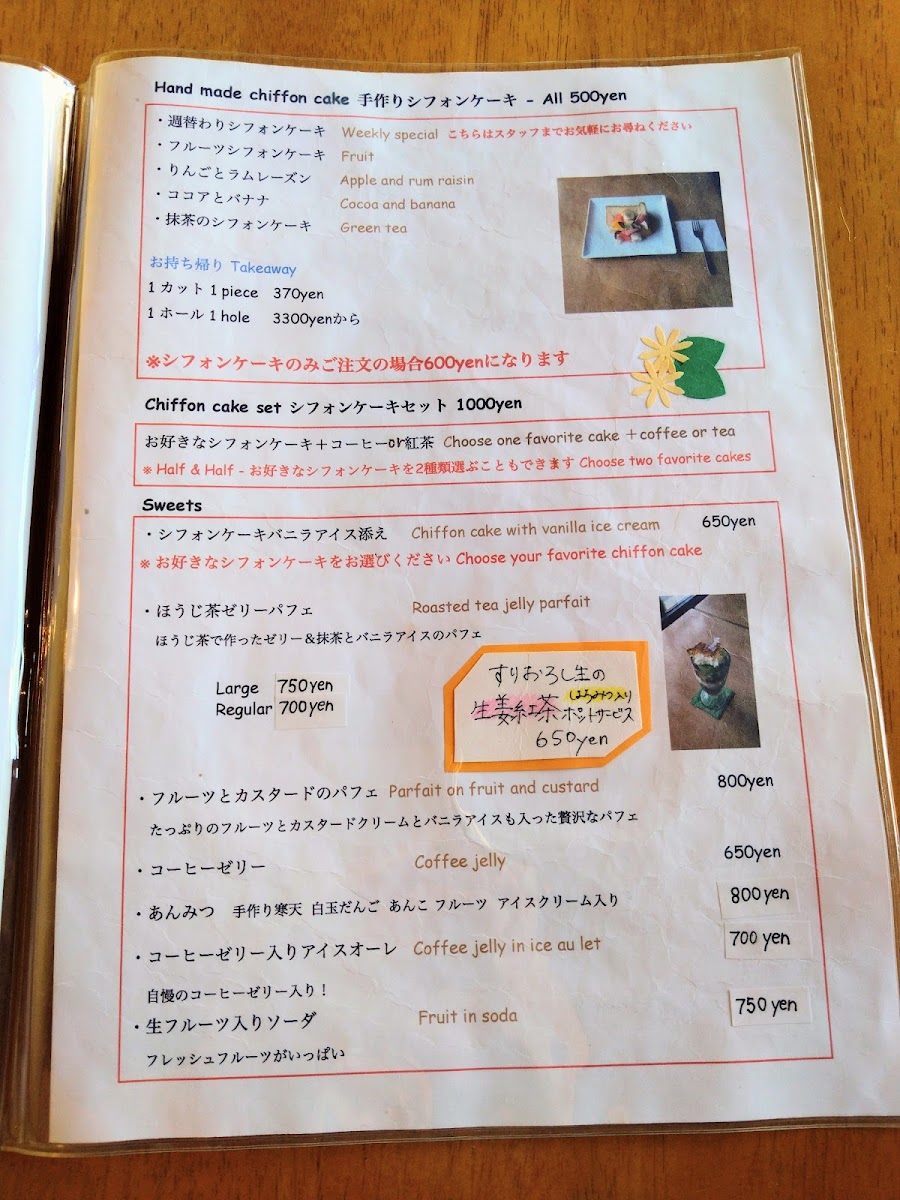 Hand made chiffon cake 手作りシフォンケーキ - All 500yen
・週替わりシフォンケーキ Weekly special こちらはスタッフまでお気軽にお尋ねください
・フルーツシフォンケーキ Fruit
・りんごとラムレーズン Apple and rum raisin
・ココアとバナナ Cocoa and banana
・抹茶のシフォンケーキ Green tea
お持ち帰り Takeaway
1 カット 1 piece 370yen
1 ホール 1 hole 3300yenから
※シフォンケーキのみご注文の場合600yenになります
Chiffon cake set シフォンケーキセット 1000yen
お好きなシフォンケーキ＋コーヒーor紅茶 Choose one favorite cake ＋coffee or tea
※ Half & Half - お好きなシフォンケーキを2種類選ぶこともできます Choose two favorite cakes
Sweets
・シフォンケーキバニラアイス添え Chiffon cake with vanilla ice cream 650yen
※ お好きなシフォンケーキをお選びください Choose your favorite chiffon cake
・ほうじ茶ゼリーパフェ Roasted tea jelly parfait
ほうじ茶で作ったゼリー＆抹茶とバニラアイスのパフェ
Large 750yen
Regular 700yen
すりおろし生の
生姜紅茶 はちみつ入り ポットサービス
650yen
・フルーツとカスタードのパフェ Parfait on fruit and custard 800yen
たっぷりのフルーツとカスタードクリームとバニラアイスも入った贅沢なパフェ
・コーヒーゼリー Coffee jelly 650yen
・あんみつ 手作り寒天 白玉だんご あんこ フルーツ アイスクリーム入り 800yen
・コーヒーゼリー入りアイスオーレ Coffee jelly in ice au let 700yen
自慢のコーヒーゼリー入り！
・生フルーツ入りソーダ Fruit in soda 750yen
フレッシュフルーツがいっぱい